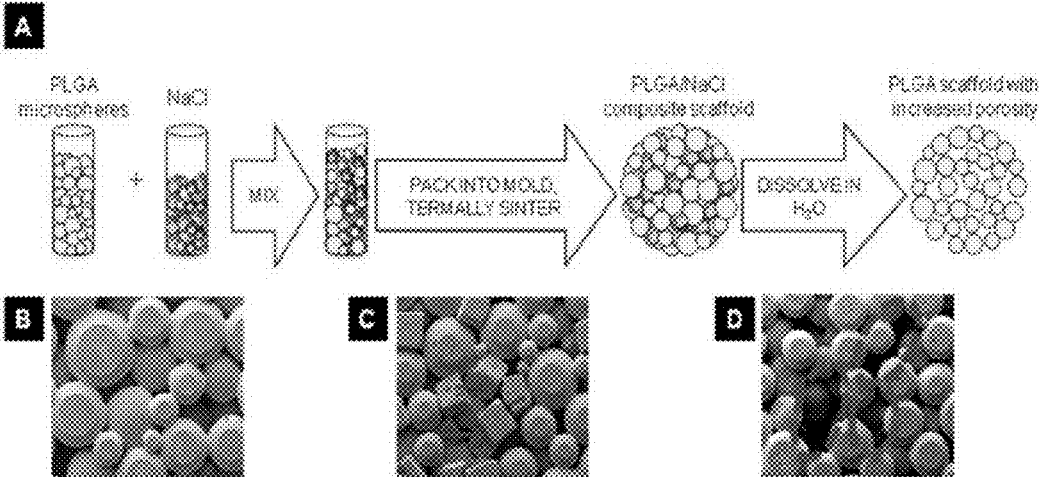 A
PLGA
microspheres
NaCl
+
MIX
PACK INTO MOLD,
TERMALLY SINTER
PLGA/NaCl
composite scaffold
DISSOLVE IN
H₂O
PLGA scaffold with
increased porosity
B
C
D